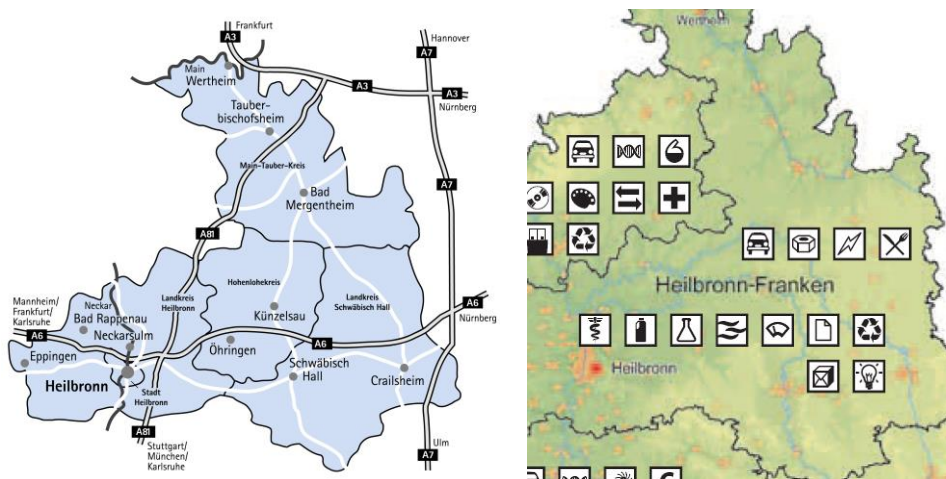 Frankfurt
A3
Hannover
A7
Main
Wertheim
A3
A3
Nürnberg
Tauber-
bischofsheim
Main-Tauber-Kreis
A7
Bad
Mergentheim
A81
Hohenlohekreis
Landkreis
Heilbronn
Landkreis
Schwäbisch Hall
Mannheim/
Frankfurt/
Karlsruhe
A6
Neckar
Bad Rappenau
Neckarsulm
Künzelsau
A6
Nürnberg
Eppingen
Öhringen
A6
Heilbronn
Stadt
Heilbronn
Schwäbisch
Hall
Crailsheim
A81
Stuttgart/
München/
Karlsruhe
Ulm
A7
Wertheim
Heilbronn-Franken
Heilbronn